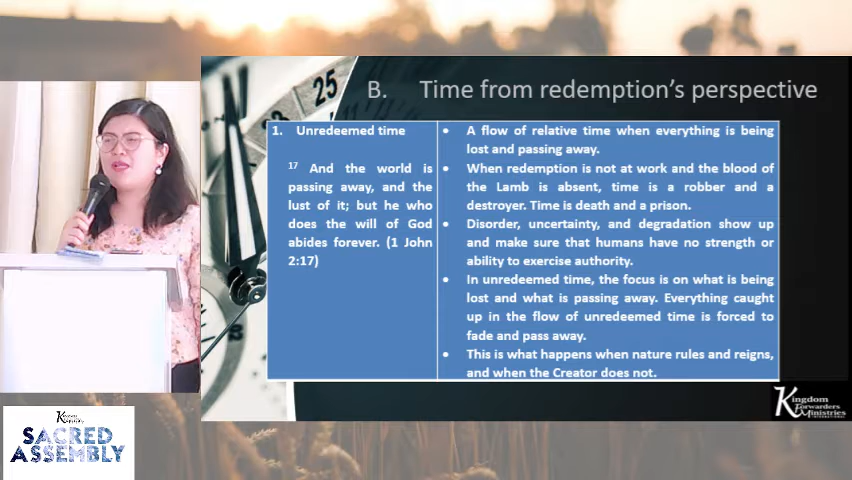 B. Time from redemption's perspective
1. Unredeemed time
17 And the world is
passing away, and the
lust of it; but he who
does the will of God
abides forever. (1 John
2:17)
• A flow of relative time when everything is being
lost and passing away.
• When redemption is not at work and the blood of
the Lamb is absent, time is a robber and a
destroyer. Time is death and a prison.
• Disorder, uncertainty, and degradation show up
and make sure that humans have no strength or
ability to exercise authority.
• In unredeemed time, the focus is on what is being
lost and what is passing away. Everything caught
up in the flow of unredeemed time is forced to
fade and pass away.
• This is what happens when nature rules and reigns,
and when the Creator does not.
25
Kingdom
Forwarders
Ministries
SACRED
ASSEMBLY